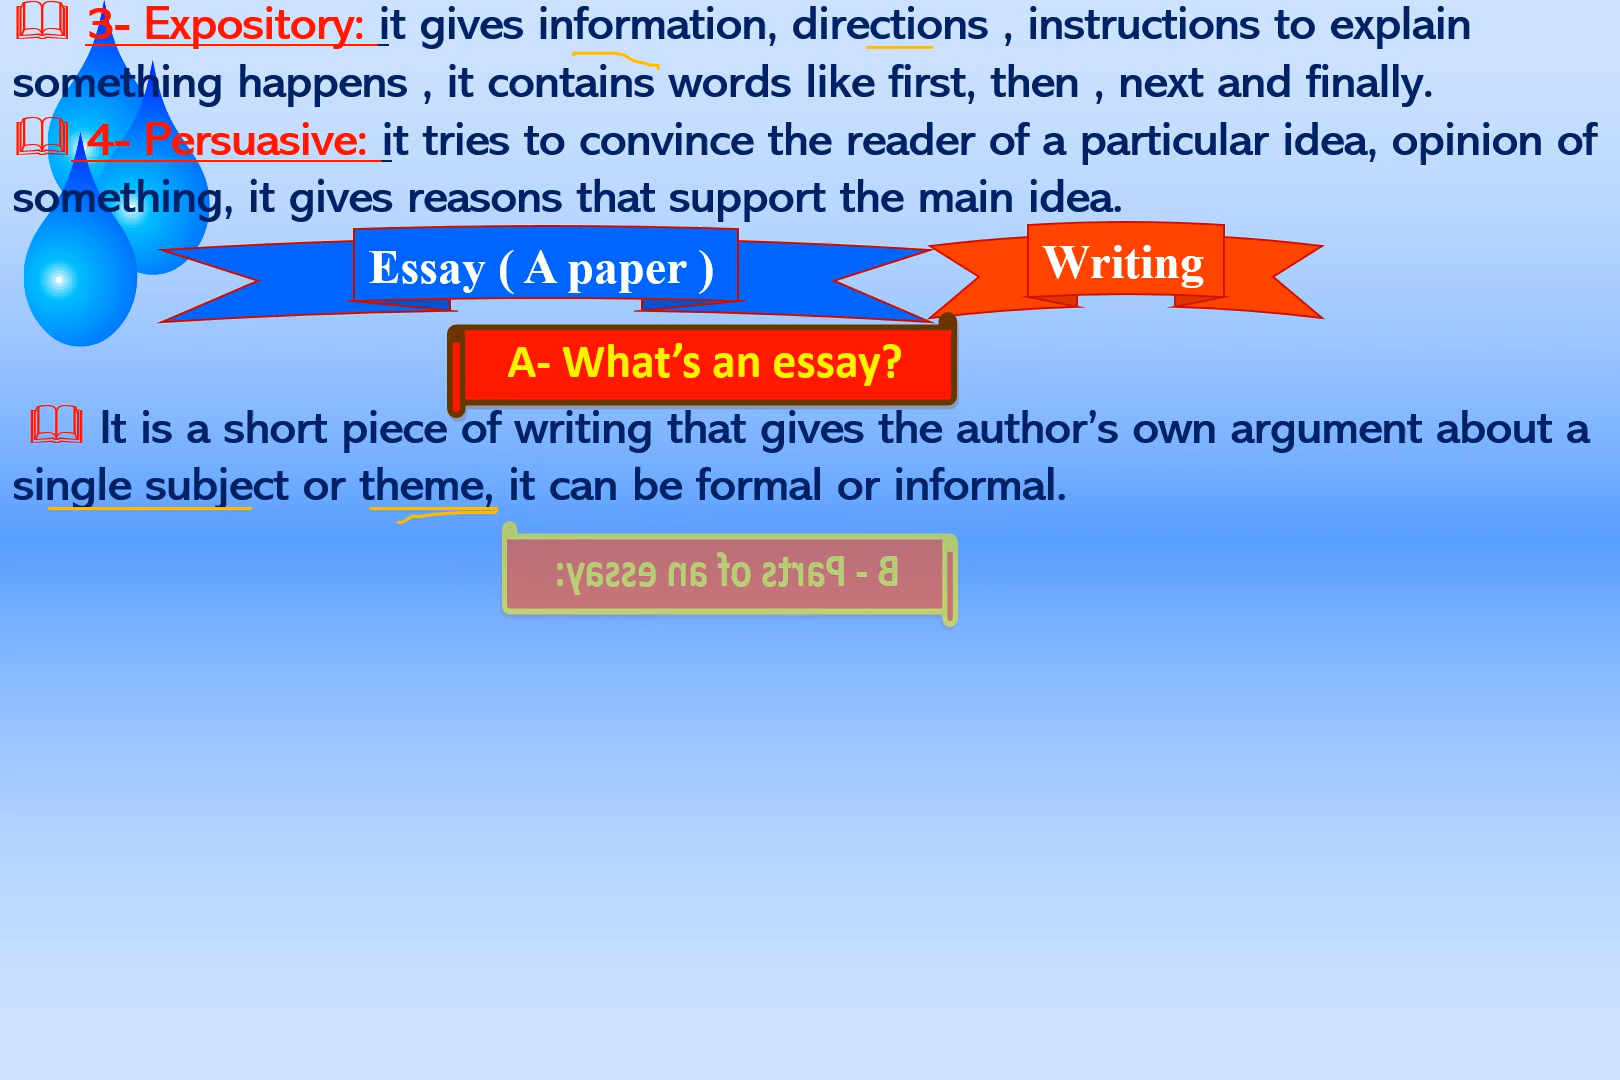 3- Expository: it gives information, directions , instructions to explain
something happens , it contains words like first, then , next and finally.
4- Persuasive: it tries to convince the reader of a particular idea, opinion of
something, it gives reasons that support the main idea.
Essay ( A paper )
Writing
A- What’s an essay?
It is a short piece of writing that gives the author’s own argument about a
single subject or theme, it can be formal or informal.
B - Parts of an essay: